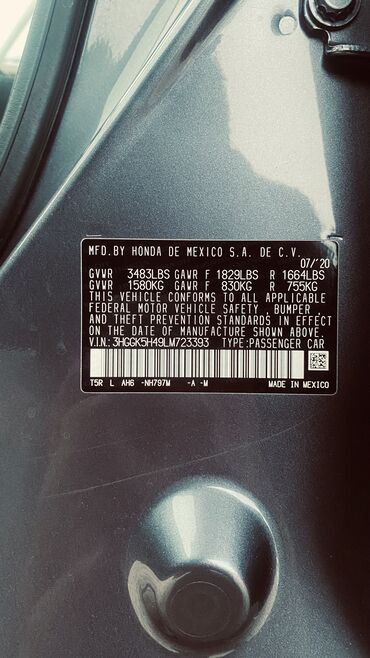 MFD.BY HONDA DE MEXICO S.A. DE C.V.
07/'20
GVWR 3483LBS GAWR F 1829LBS R 1664LBS
GVWR 1580KG GAWR F 830KG R 755KG
THIS VEHICLE CONFORMS TO ALL APPLICABLE
FEDERAL MOTOR VEHICLE SAFETY , BUMPER
AND THEFT PREVENTION STANDARDS IN EFFECT
ON THE DATE OF MANUFACTURE SHOWN ABOVE.
V.I.N.: 3HGGK5H49LM723393 TYPE:PASSENGER CAR
T5R L AH6 -NH797M -A -M MADE IN MEXICO